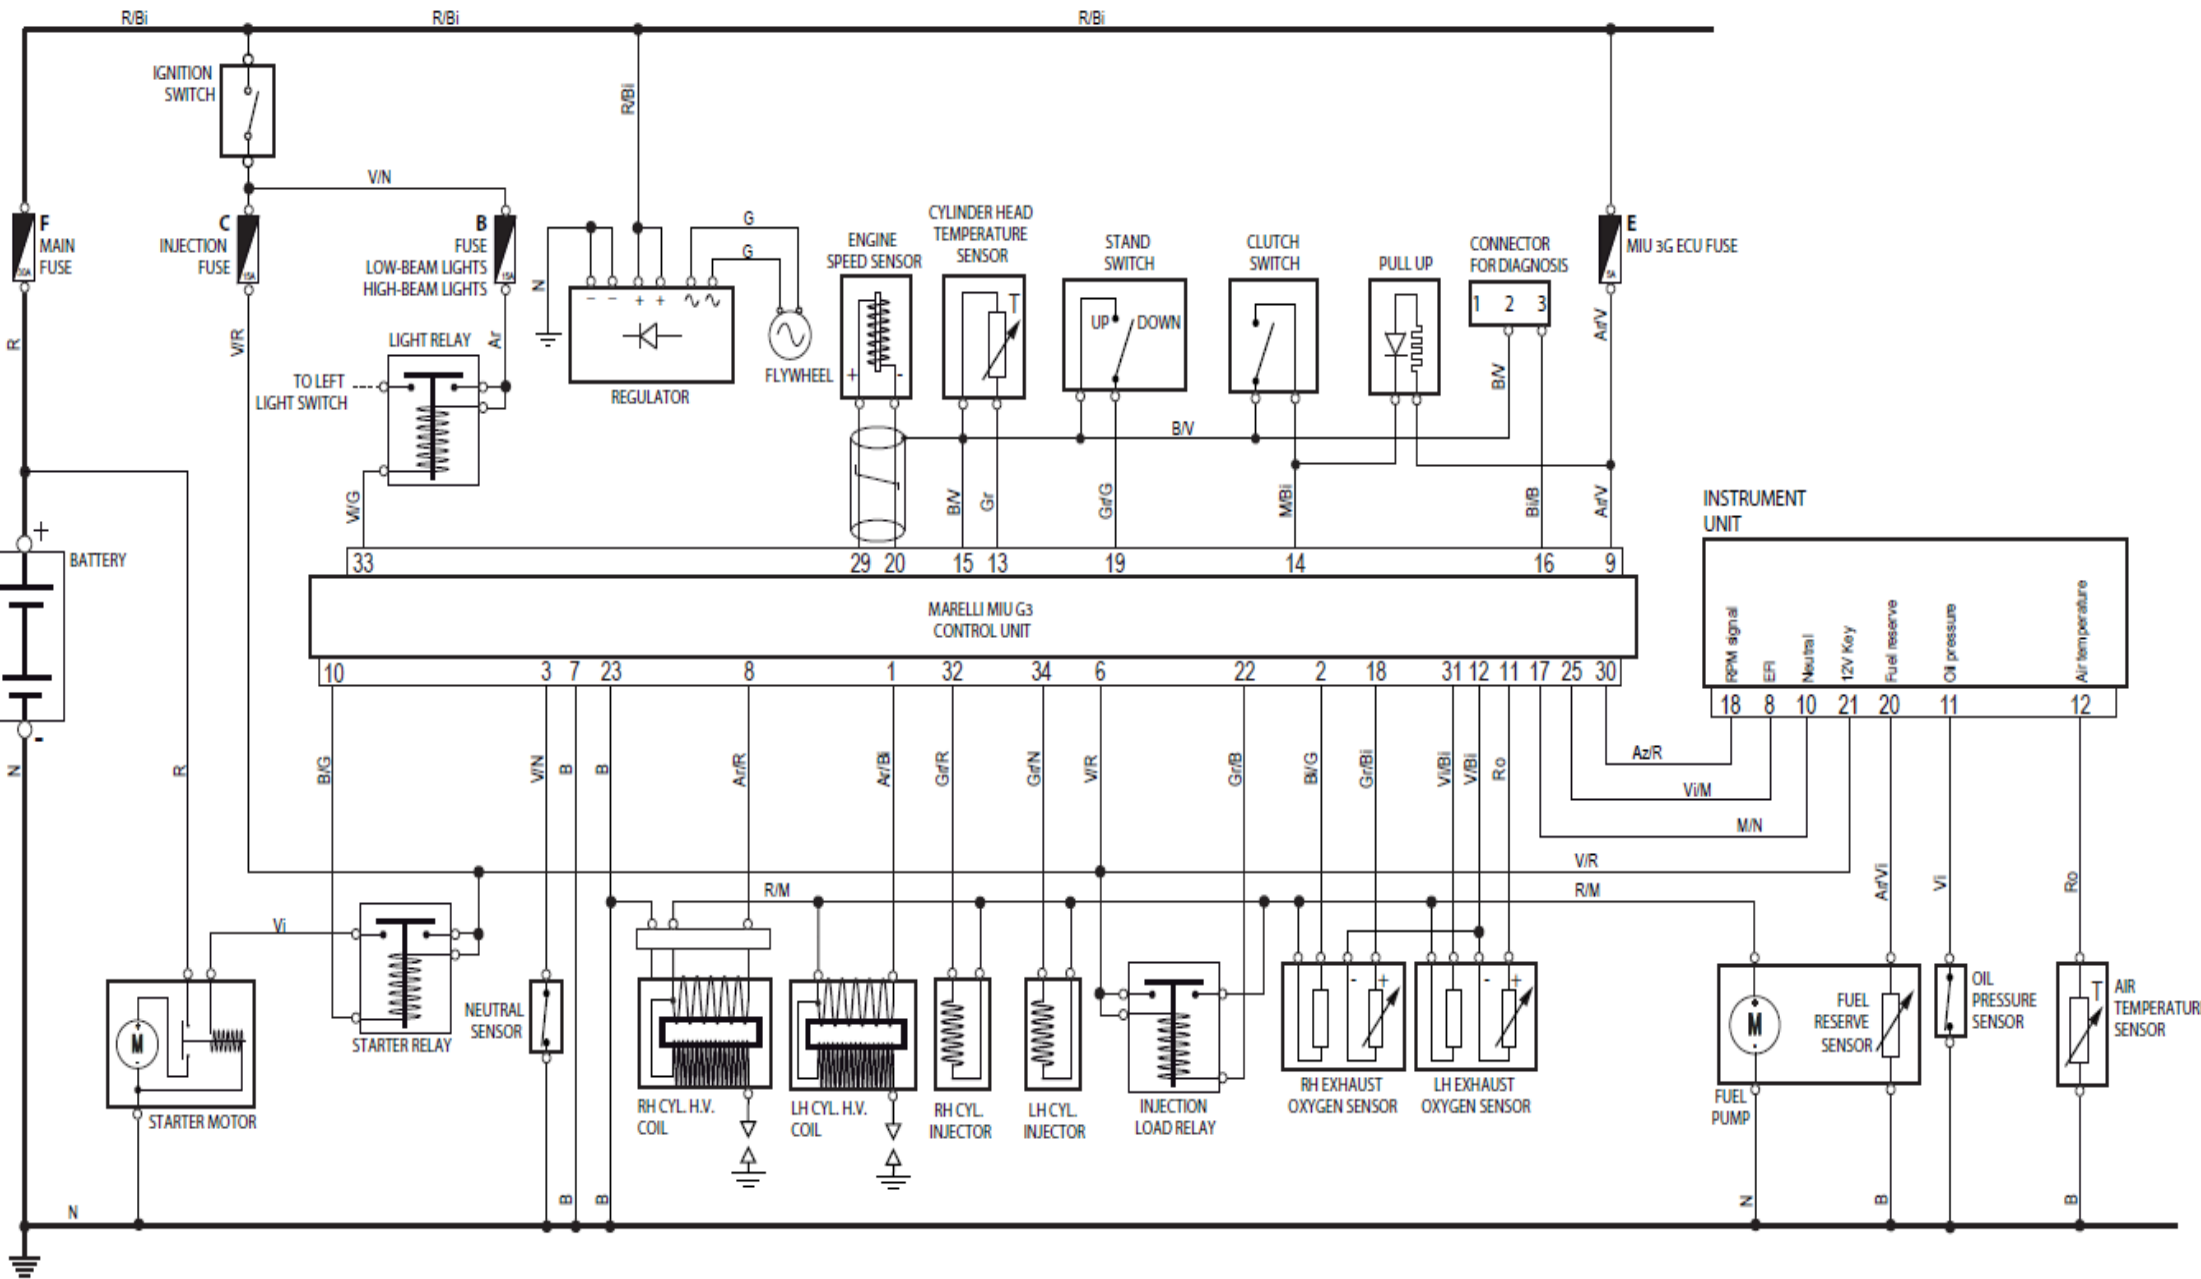 R/Bi
R/Bi
R/Bi
IGNITION
SWITCH
R/Bi
V/N
F
MAIN
FUSE
30A
C
INJECTION
FUSE
15A
B
FUSE
LOW-BEAM LIGHTS
HIGH-BEAM LIGHTS
15A
G
G
N
- - + +
REGULATOR
FLYWHEEL
ENGINE
SPEED SENSOR
+ -
CYLINDER HEAD
TEMPERATURE
SENSOR
T
STAND
SWITCH
UP DOWN
CLUTCH
SWITCH
PULL UP
CONNECTOR
FOR DIAGNOSIS
1 2 3
E
MIU 3G ECU FUSE
5A
R
V/R
LIGHT RELAY
Ar
TO LEFT
LIGHT SWITCH
B/V
Ar/V
B/V
Vi/G
B/V
Gr
Gr/G
M/Bi
Bi/B
Ar/V
+
BATTERY
-
33 29 20 15 13 19 14 16 9
MARELLI MIU G3
CONTROL UNIT
10 3 7 23 8 1 32 34 6 22 2 18 31 12 11 17 25 30
INSTRUMENT
UNIT
RPM signal
EFI
Neutral
12V Key
Fuel reserve
Oil pressure
Air temperature
18 8 10 21 20 11 12
N
R
B/G
V/N
B
B
Ar/R
Ar/Bi
Gr/R
Gr/N
V/R
Gr/B
Bi/G
Gr/Bi
Vi/Bi
V/Bi
Ro
Az/R
Vi/M
M/N
V/R
R/M
R/M
Ar/Vi
Vi
Ro
Vi
M
+
-
STARTER MOTOR
STARTER RELAY
NEUTRAL
SENSOR
RH CYL. H.V.
COIL
LH CYL. H.V.
COIL
RH CYL.
INJECTOR
LH CYL.
INJECTOR
INJECTION
LOAD RELAY
- +
RH EXHAUST
OXYGEN SENSOR
- +
LH EXHAUST
OXYGEN SENSOR
M
FUEL
PUMP
FUEL
RESERVE
SENSOR
OIL
PRESSURE
SENSOR
T
AIR
TEMPERATUR
SENSOR
N
B
B
N
B
B